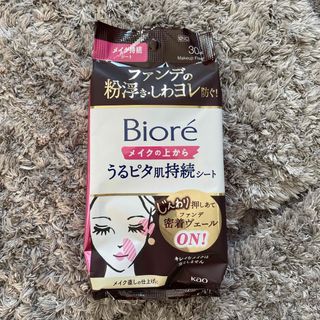 メイク持続
シート
30
Makeup Fix
ファンデの
粉浮き・しわヨレ防ぐ!
Bioré
メイクの上から
うるピタ肌持続シート
じんわり押しあて
ファンデ
密着ヴェール
ON!
メイク直しの仕上げに
Kao